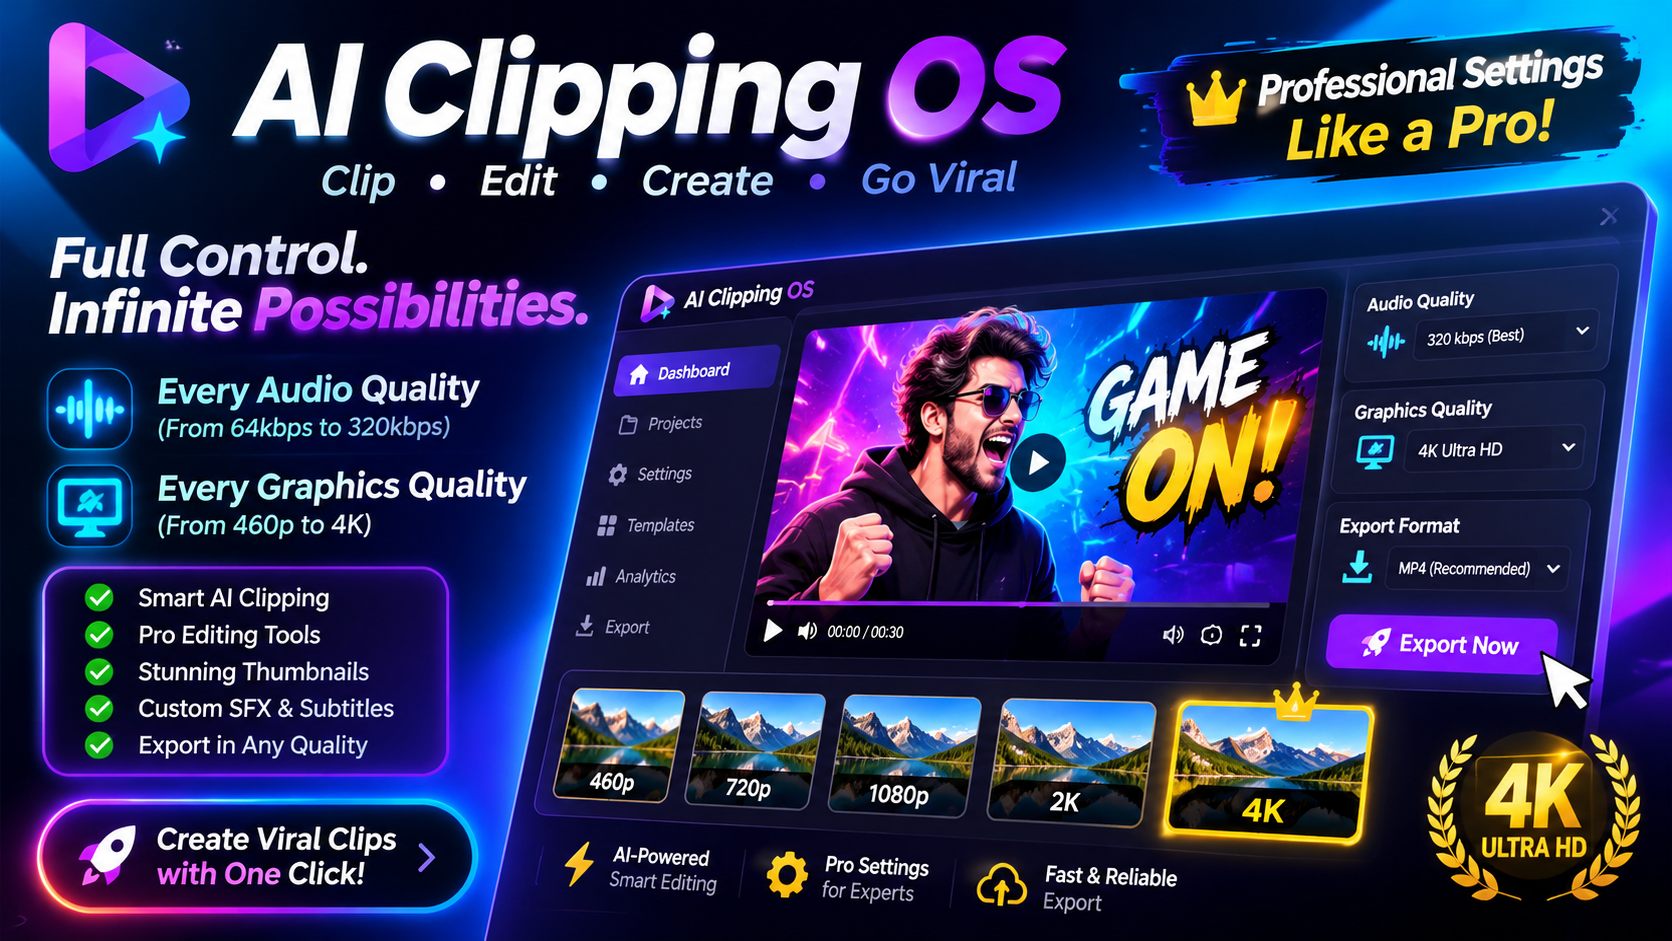 AI Clipping OS
Clip • Edit • Create • Go Viral
Professional Settings
Like a Pro!
Full Control.
Infinite Possibilities.
Every Audio Quality
(From 64kbps to 320kbps)
Every Graphics Quality
(From 460p to 4K)
Smart AI Clipping
Pro Editing Tools
Stunning Thumbnails
Custom SFX & Subtitles
Export in Any Quality
Create Viral Clips
with One Click!
AI Clipping OS
Dashboard
Projects
Settings
Templates
Analytics
Export
GAME
ON!
00:00 / 00:30
Audio Quality
320 kbps (Best)
Graphics Quality
4K Ultra HD
Export Format
MP4 (Recommended)
Export Now
460p
720p
1080p
2K
4K
AI-Powered
Smart Editing
Pro Settings
for Experts
Fast & Reliable
Export
4K
ULTRA HD